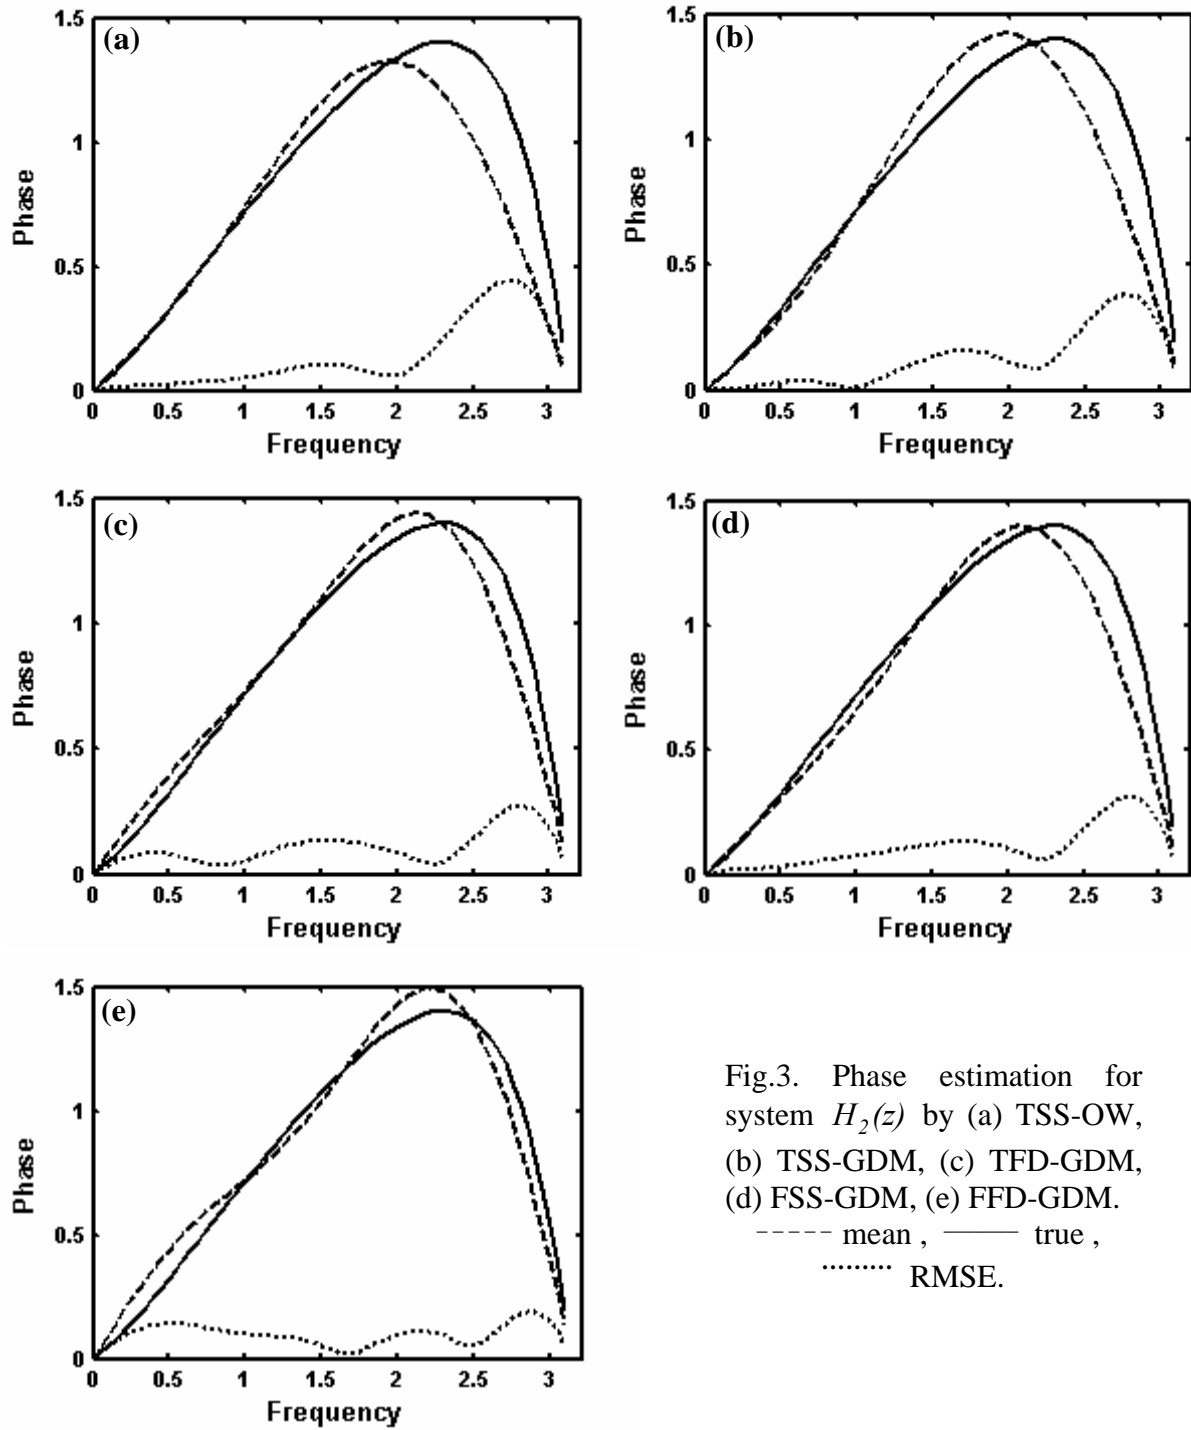 (a)
1.5
1
0.5
0
Phase
0 0.5 1 1.5 2 2.5 3
Frequency
(b)
1.5
1
0.5
0
Phase
0 0.5 1 1.5 2 2.5 3
Frequency
(c)
1.5
1
0.5
0
Phase
0 0.5 1 1.5 2 2.5 3
Frequency
(d)
1.5
1
0.5
0
Phase
0 0.5 1 1.5 2 2.5 3
Frequency
(e)
1.5
1
0.5
0
Phase
0 0.5 1 1.5 2 2.5 3
Frequency
Fig.3. Phase estimation for
system H2(z) by (a) TSS-OW,
(b) TSS-GDM, (c) TFD-GDM,
(d) FSS-GDM, (e) FFD-GDM.
----- mean , —— true ,
......... RMSE.